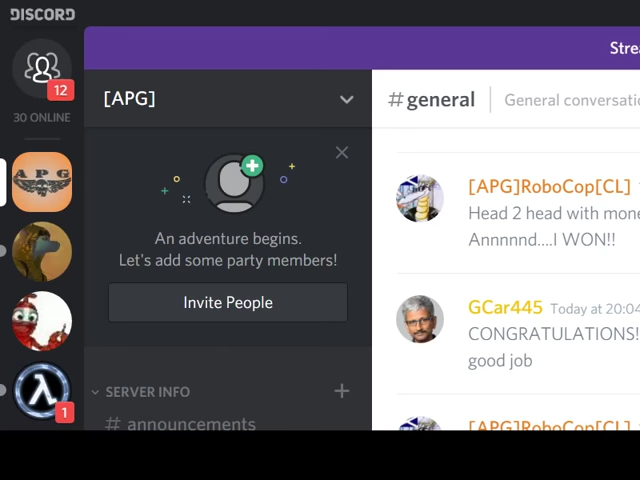 DISCORD
12
30 ONLINE
A P G
1
Stre
[APG]
An adventure begins.
Let's add some party members!
Invite People
SERVER INFO
# announcements
#general
General conversati
[APG]RoboCop[CL]
Head 2 head with mone
Annnnnd....I WON!!
GCar445 Today at 20:04
CONGRATULATIONS!
good job
[APG]RoboCop[CL]